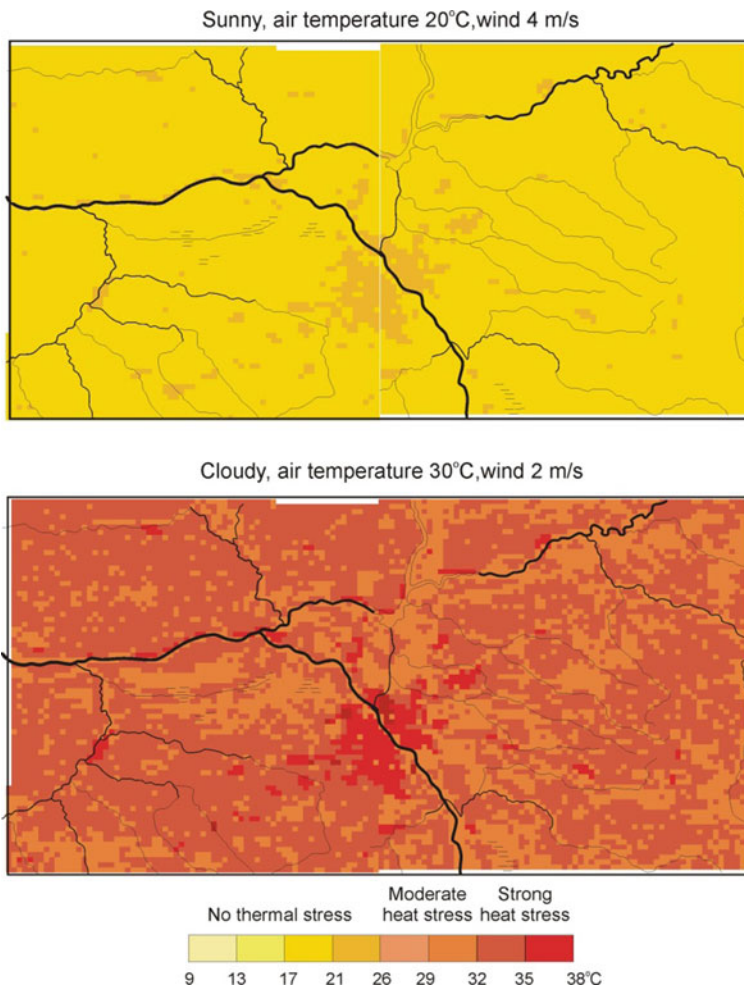 Sunny, air temperature 20°C,wind 4 m/s
Cloudy, air temperature 30°C,wind 2 m/s
No thermal stress
Moderate heat stress
Strong heat stress
9 13 17 21 26 29 32 35 38°C